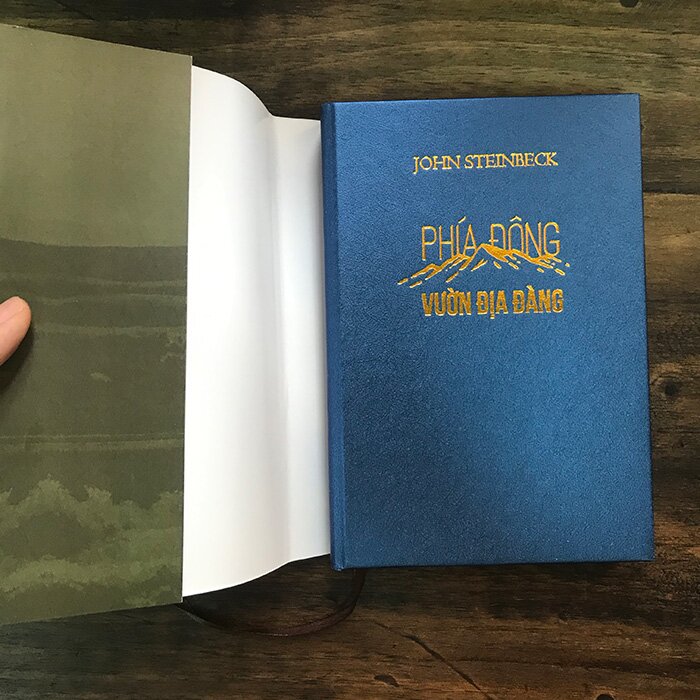 JOHN STEINBECK
PHÍA ĐÔNG
VƯỜN ĐỊA ĐÀNG